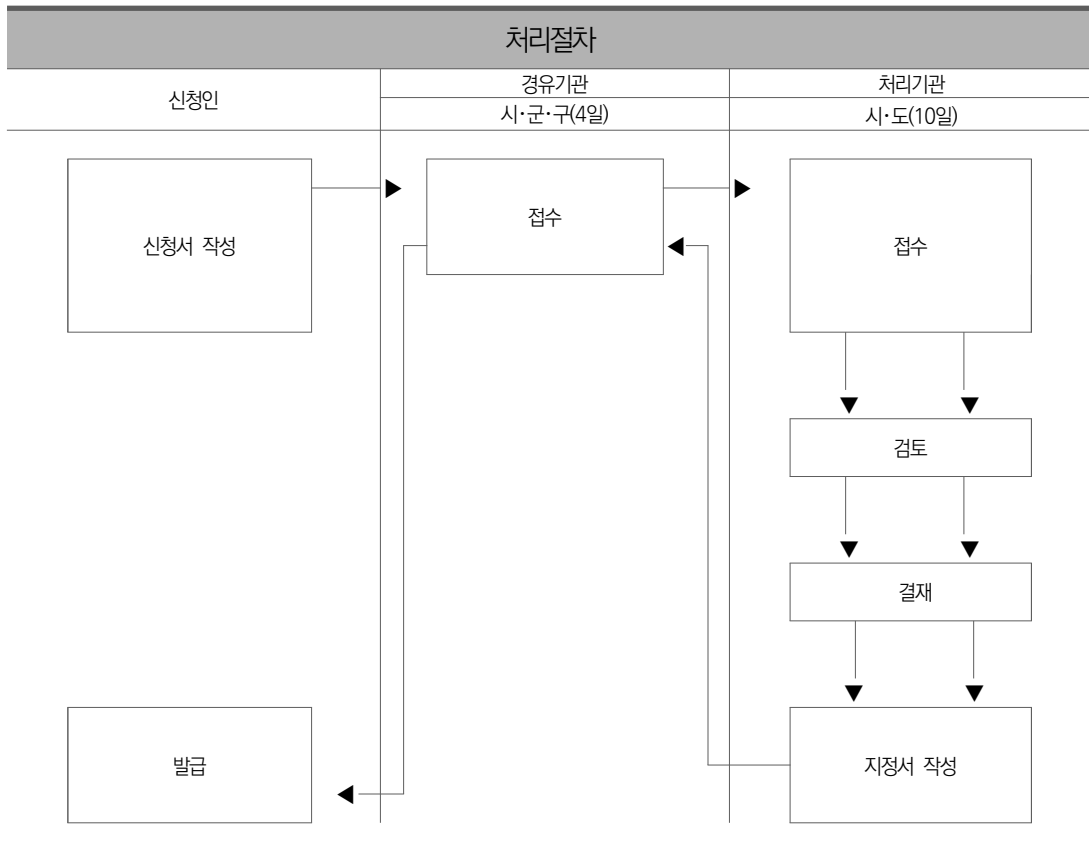 처리절차
신청인
경유기관
처리기관
시·군·구(4일)
시·도(10일)
신청서 작성
접수
접수
검토
결재
발급
지정서 작성